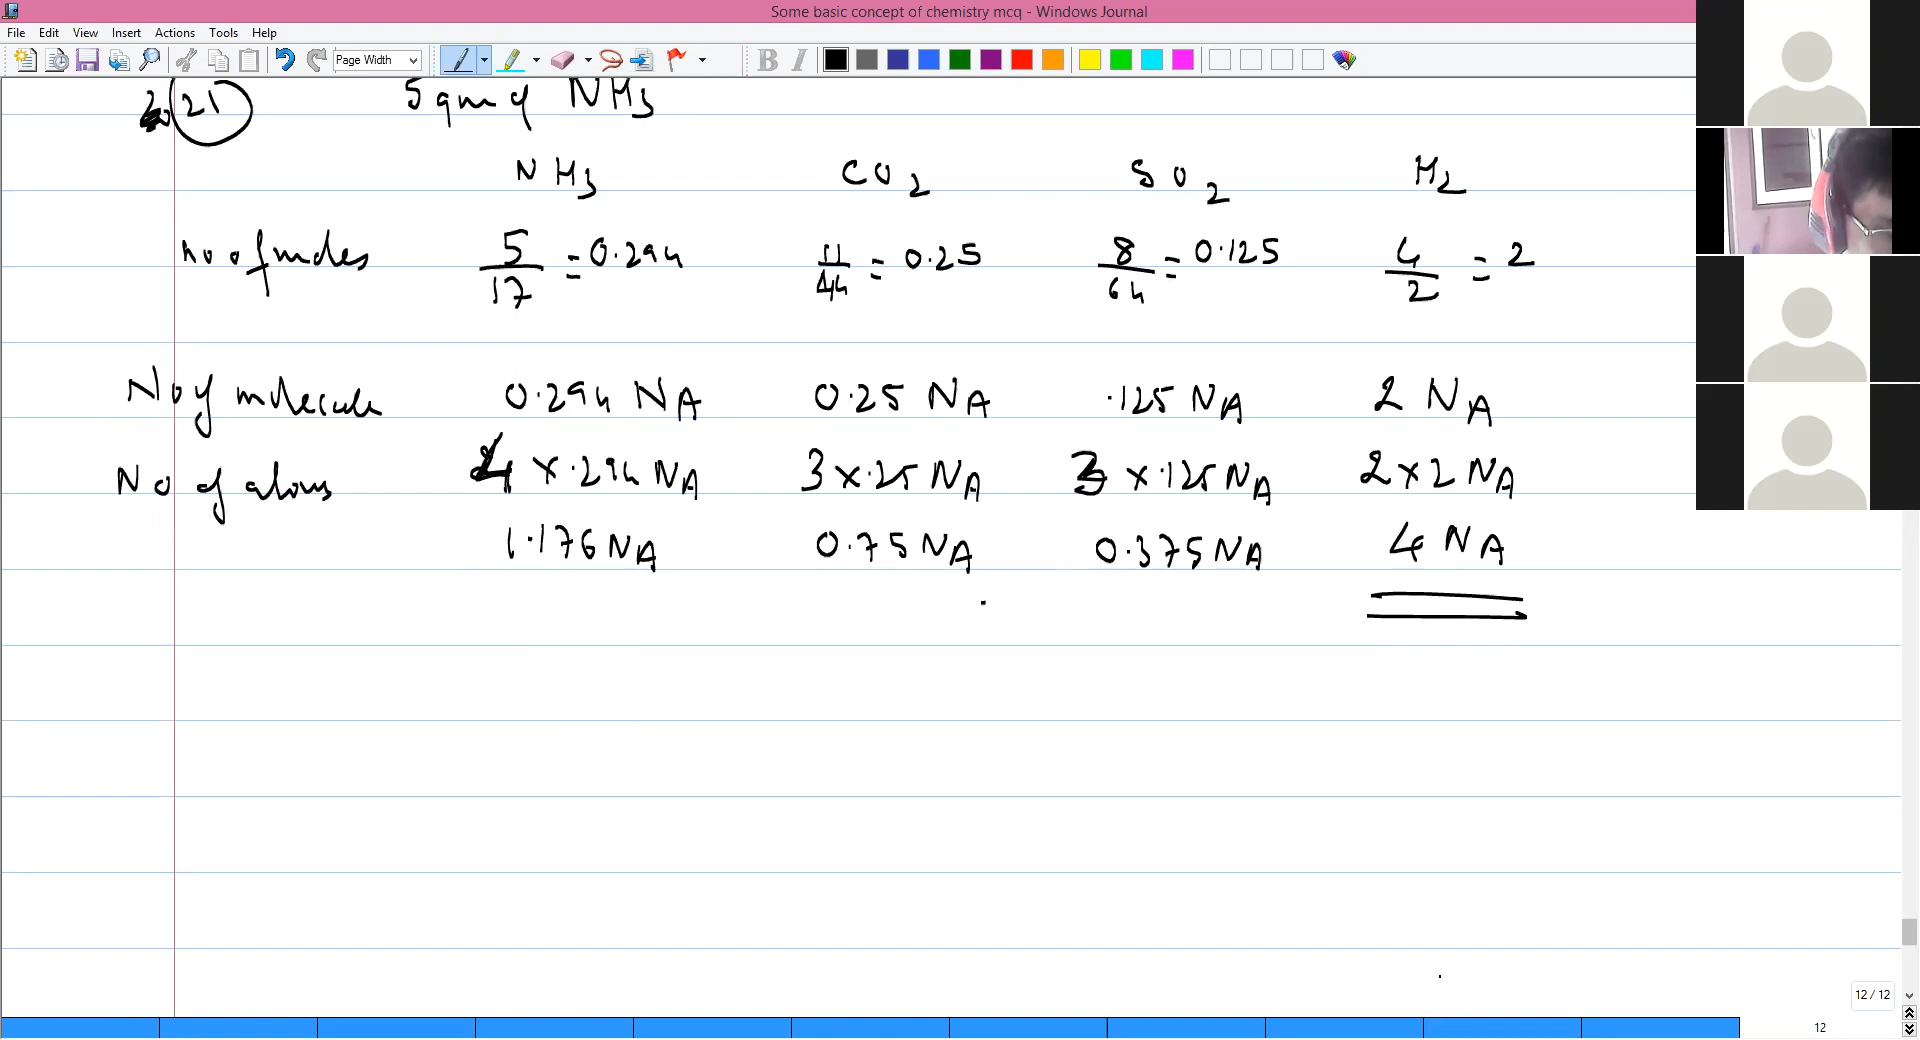 Some basic concept of chemistry mcq - Windows Journal
File Edit View Insert Actions Tools Help
Page Width
B I
21 5 gm of NH3
NH3 CO2 SO2 H2
no of moles 5/17 = 0.294 11/44 = 0.25 8/64 = 0.125 4/2 = 2
No of molecule 0.294 NA 0.25 NA .125 NA 2 NA
No of atoms 4 x .294 NA 3 x .25 NA 3 x .125 NA 2 x 2 NA
1.176 NA 0.75 NA 0.375 NA 4 NA
12 / 12
12